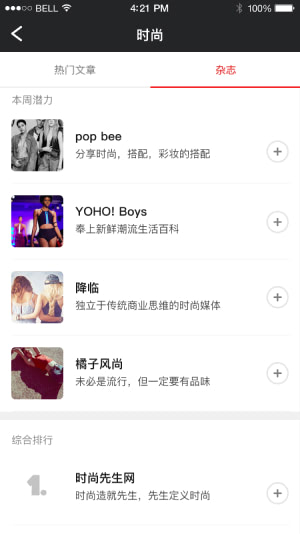 BELL 4:21 PM 100%
时尚
热门文章 杂志
本周潜力
pop bee
分享时尚，搭配，彩妆的搭配
YOHO! Boys
奉上新鲜潮流生活百科
降临
独立于传统商业思维的时尚媒体
橘子风尚
未必是流行，但一定要有品味
综合排行
1.
时尚先生网
时尚造就先生，先生定义时尚